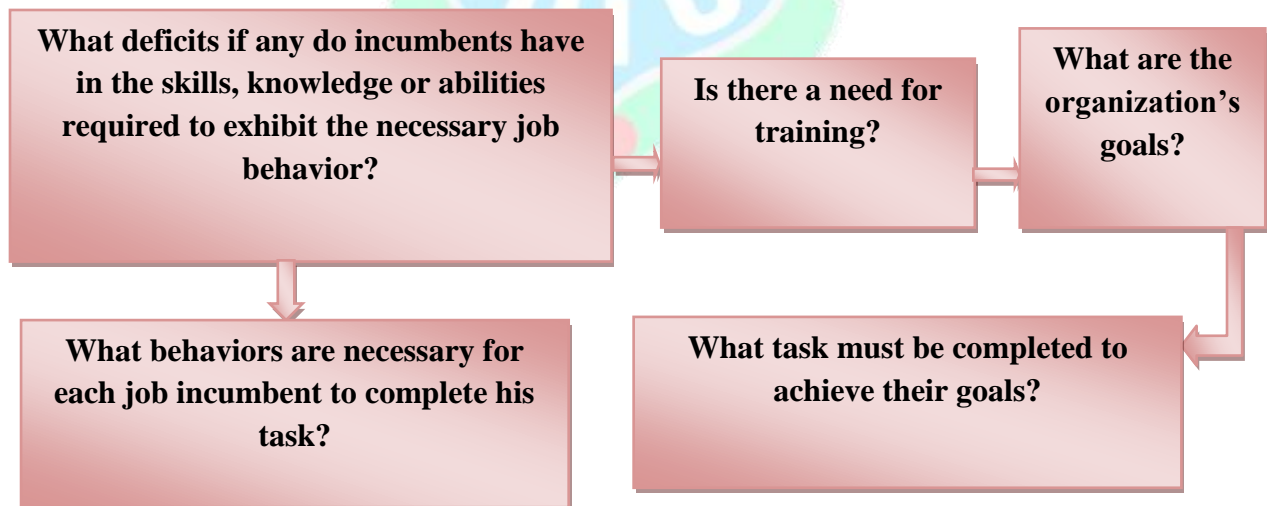 What deficits if any do incumbents have
in the skills, knowledge or abilities
required to exhibit the necessary job
behavior?
Is there a need for
training?
What are the
organization’s
goals?
What behaviors are necessary for
each job incumbent to complete his
task?
What task must be completed to
achieve their goals?